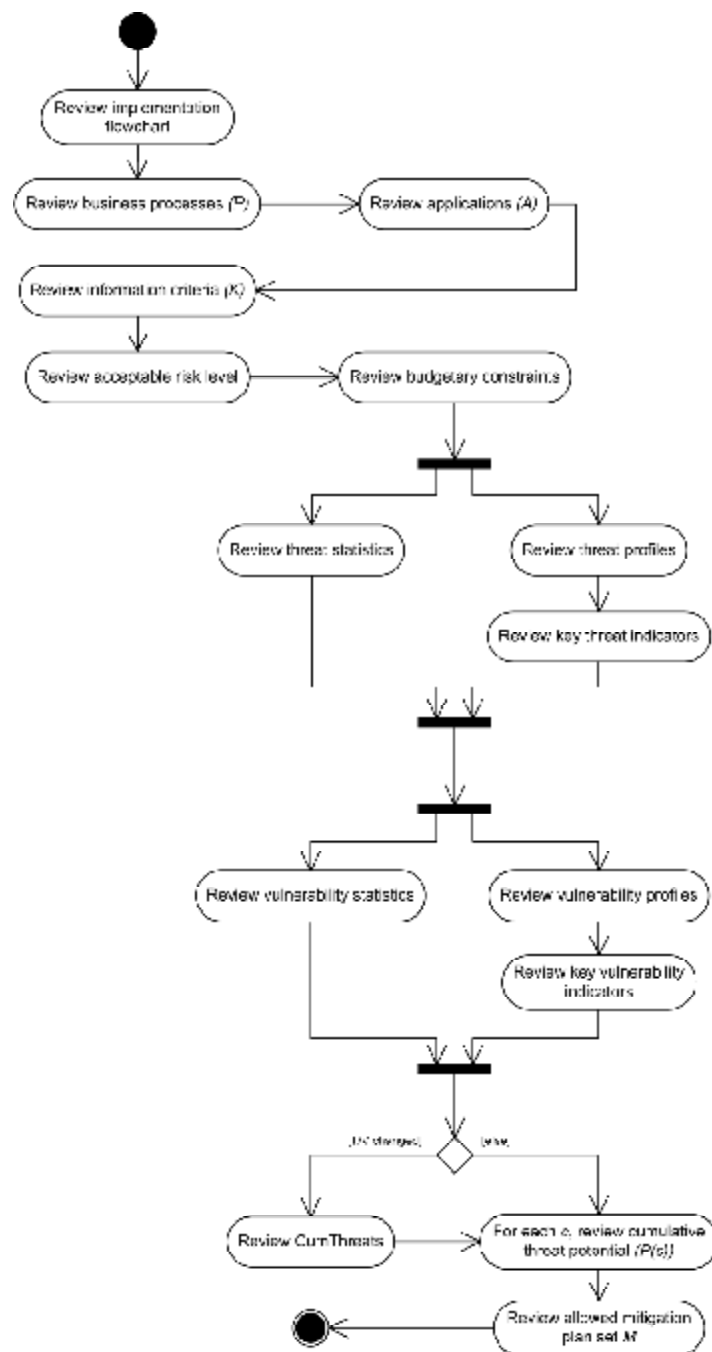 Review implementation
flowchart
Review business processes (P)
Review applications (A)
Review information criteria (K)
Review acceptable risk level
Review budgetary constraints
Review threat statistics
Review threat profiles
Review key threat indicators
Review vulnerability statistics
Review vulnerability profiles
Review key vulnerability
indicators
changed]
[else]
Review CumThreats
For each review cumulative
threat potential (P(s))
Review allowed mitigation
plan set M